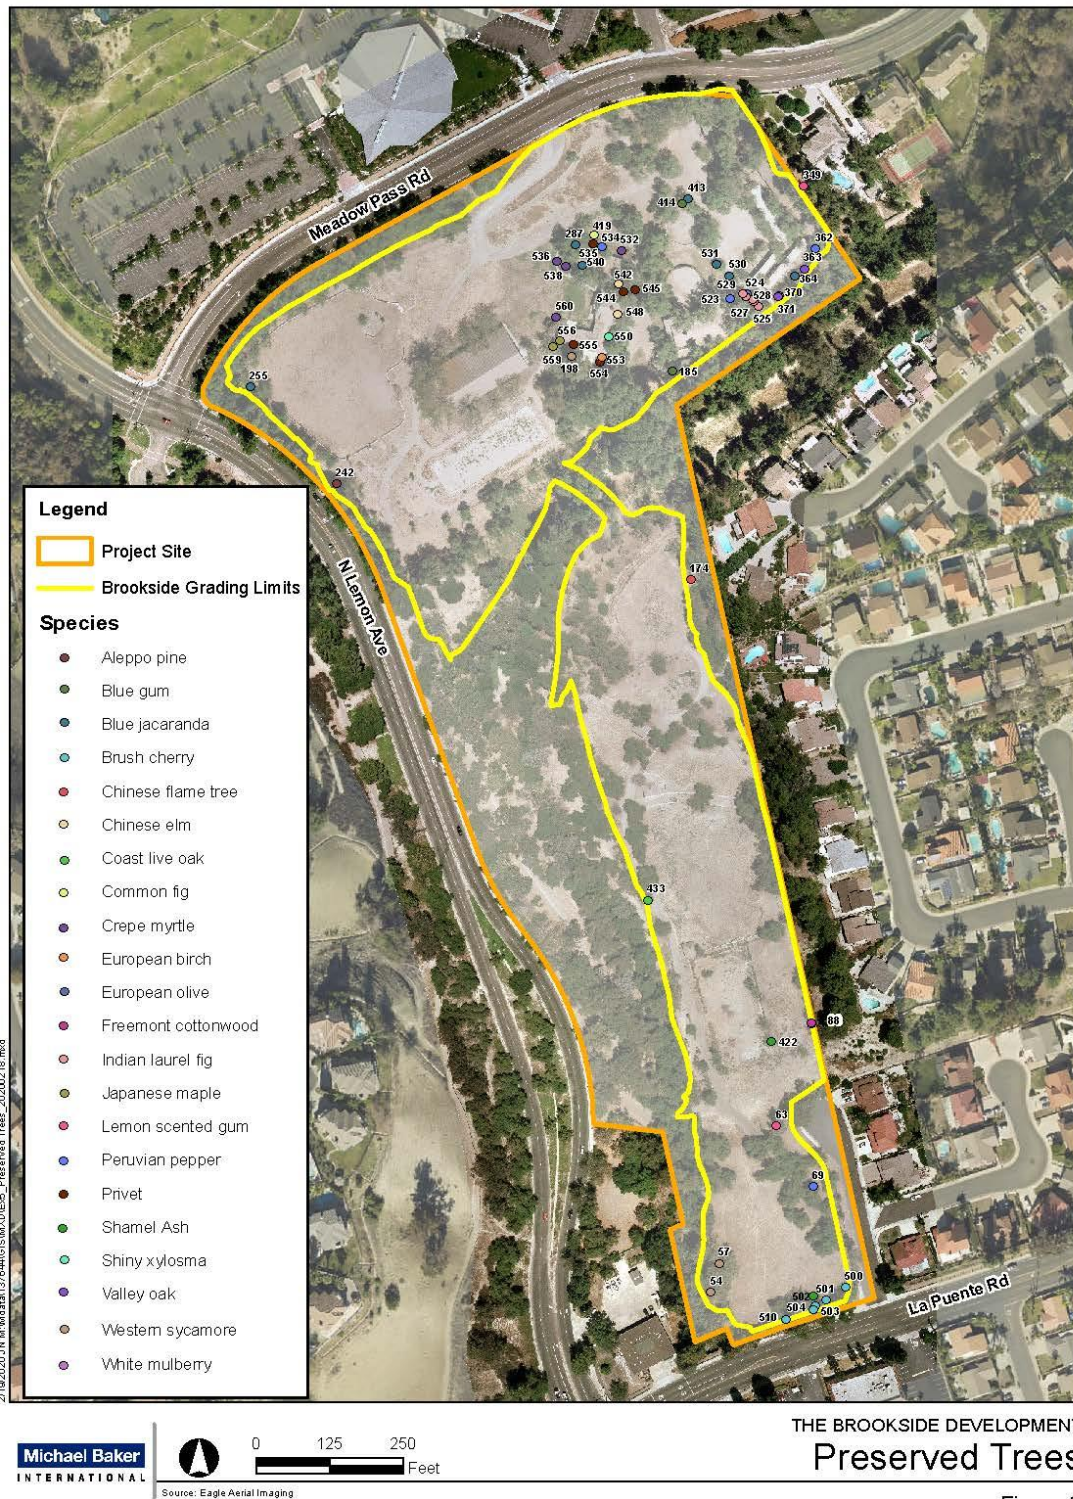 Meadow Pass Rd
349
413
414
419
287
534
532
362
535
536
540
531
363
538
530
364
542
529
524
544
545
523
528
370
560
548
527
371
525
556
550
555
559
553
185
198
554
255
242
N Lemon Ave
174
433
88
422
63
69
57
54
500
501
502
504
503
510
La Puente Rd
Legend
Project Site
Brookside Grading Limits
Species
Aleppo pine
Blue gum
Blue jacaranda
Brush cherry
Chinese flame tree
Chinese elm
Coast live oak
Common fig
Crepe myrtle
European birch
European olive
Freemont cottonwood
Indian laurel fig
Japanese maple
Lemon scented gum
Peruvian pepper
Privet
Shamel Ash
Shiny xylosma
Valley oak
Western sycamore
White mulberry
Michael Baker
INTERNATIONAL
0 125 250
Feet
Source: Eagle Aerial Imaging
THE BROOKSIDE DEVELOPMENT
Preserved Trees